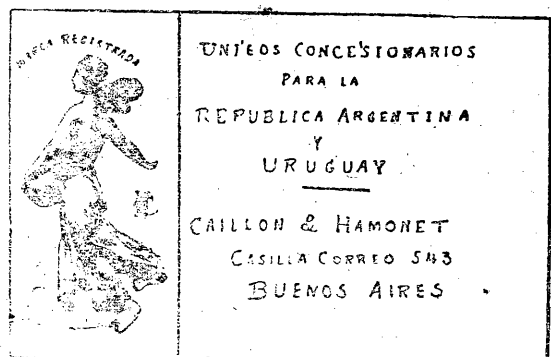 MARCA REGISTRADA
UNICOS CONCESIONARIOS
PARA LA
REPUBLICA ARGENTINA
Y
URUGUAY
CAILLON & HAMONET
CASILLA CORREO 543
BUENOS AIRES